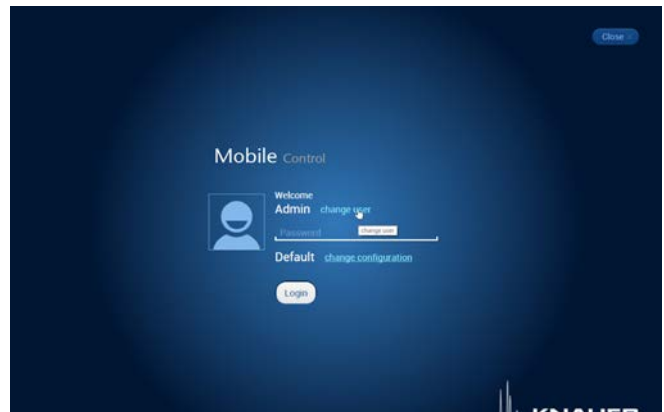 Close
Mobile Control
Welcome
Admin change user
Password change user
Default change configuration
Login
KNAUER